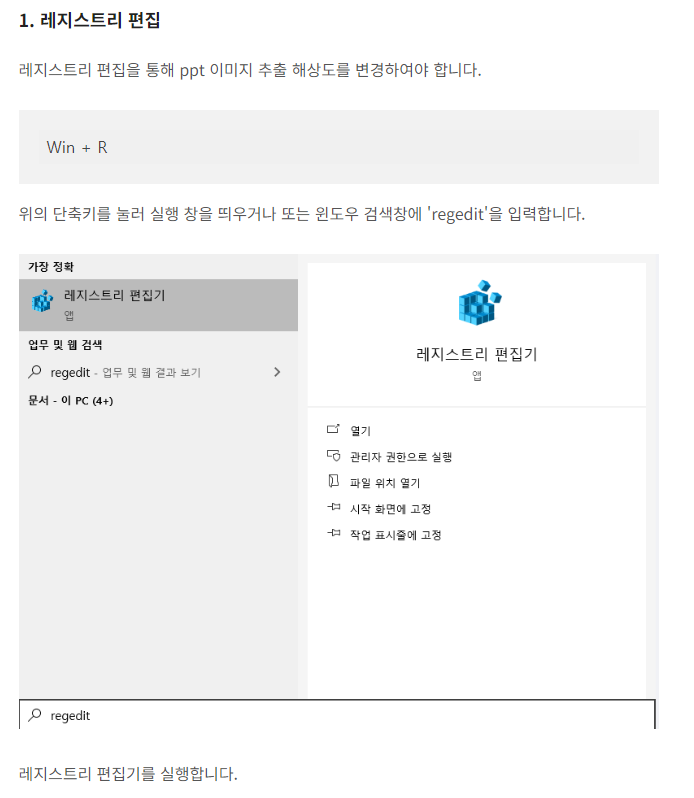 1. 레지스트리 편집
레지스트리 편집을 통해 ppt 이미지 추출 해상도를 변경하여야 합니다.
Win + R
위의 단축키를 눌러 실행 창을 띄우거나 또는 윈도우 검색창에 'regedit'을 입력합니다.
가장 정확
레지스트리 편집기
앱
업무 및 웹 검색
regedit - 업무 및 웹 결과 보기
문서 - 이 PC (4+)
레지스트리 편집기
앱
열기
관리자 권한으로 실행
파일 위치 열기
시작 화면에 고정
작업 표시줄에 고정
regedit
레지스트리 편집기를 실행합니다.